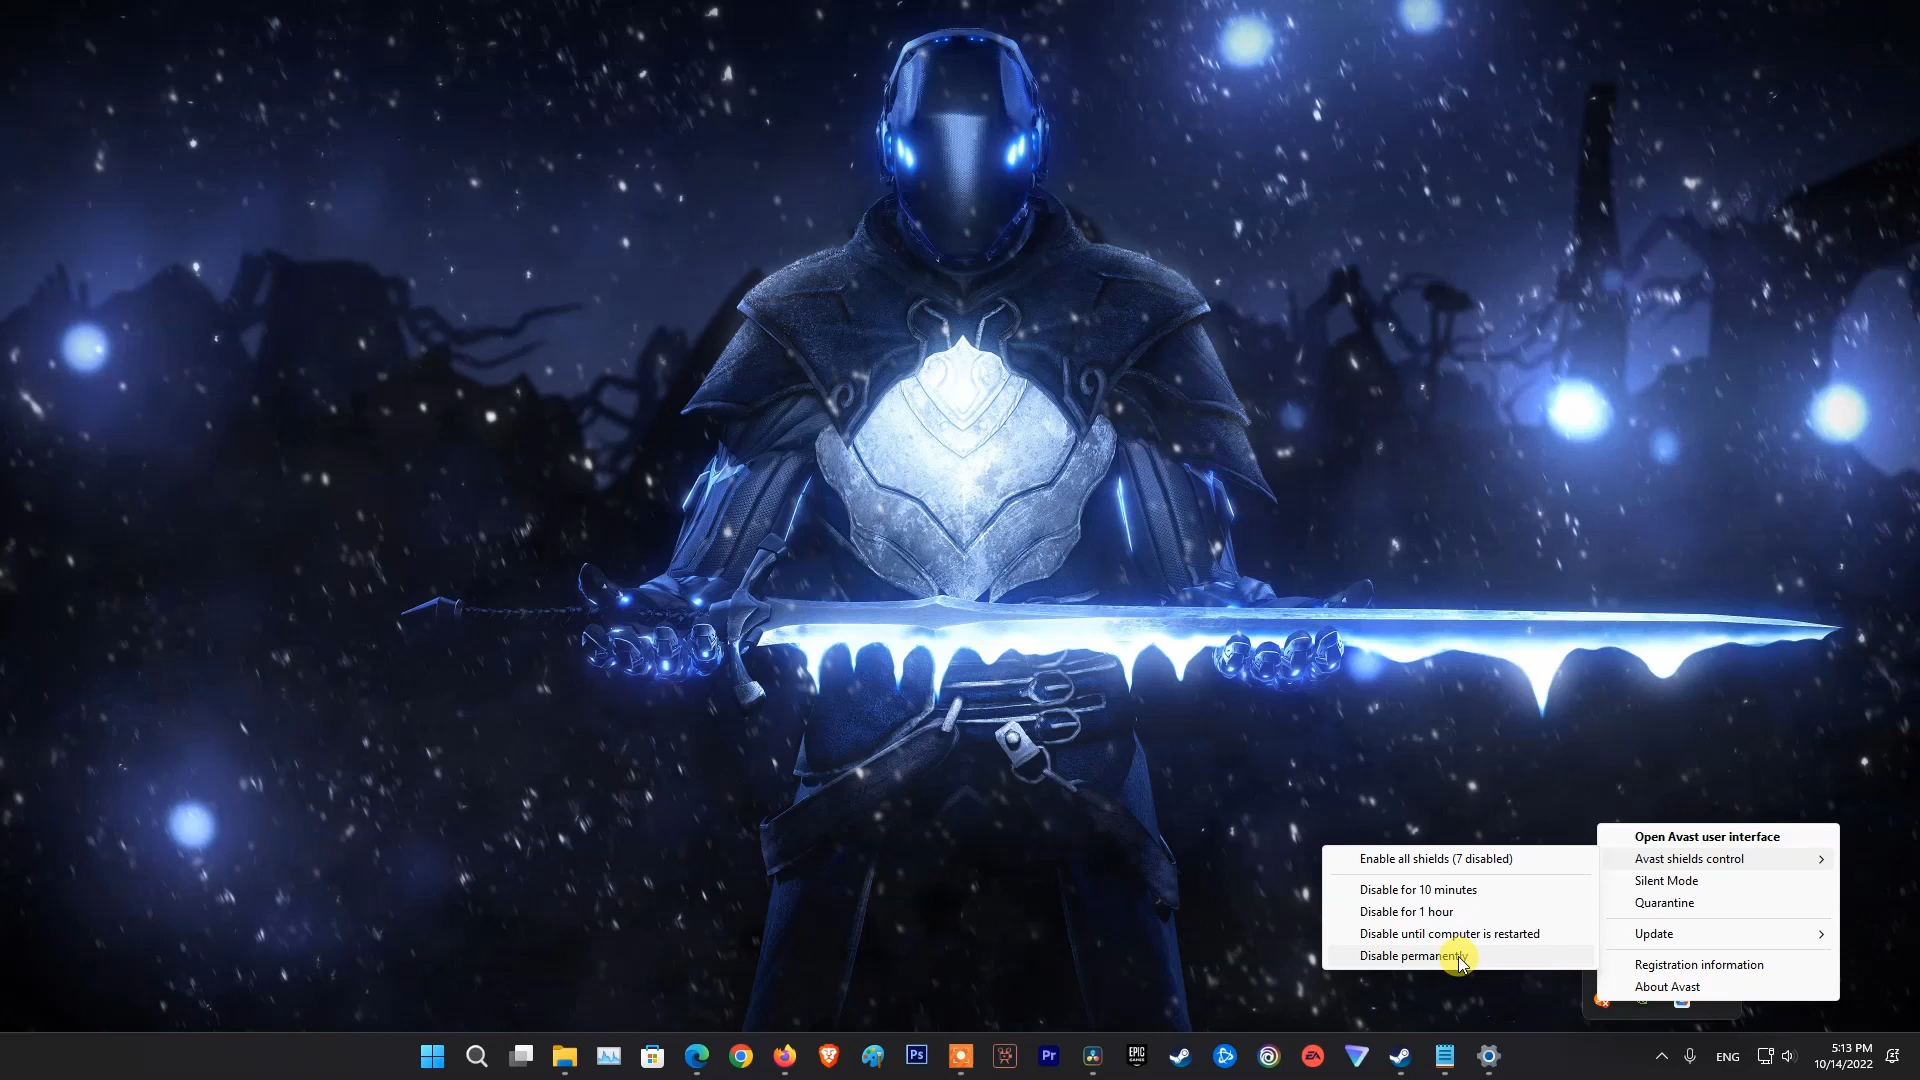 Open Avast user interface
Avast shields control
Silent Mode
Quarantine
Update
Registration information
About Avast
Enable all shields (7 disabled)
Disable for 10 minutes
Disable for 1 hour
Disable until computer is restarted
Disable permanently
Ps
Pr
EPIC
GAMES
EA
ENG
5:13 PM
10/14/2022